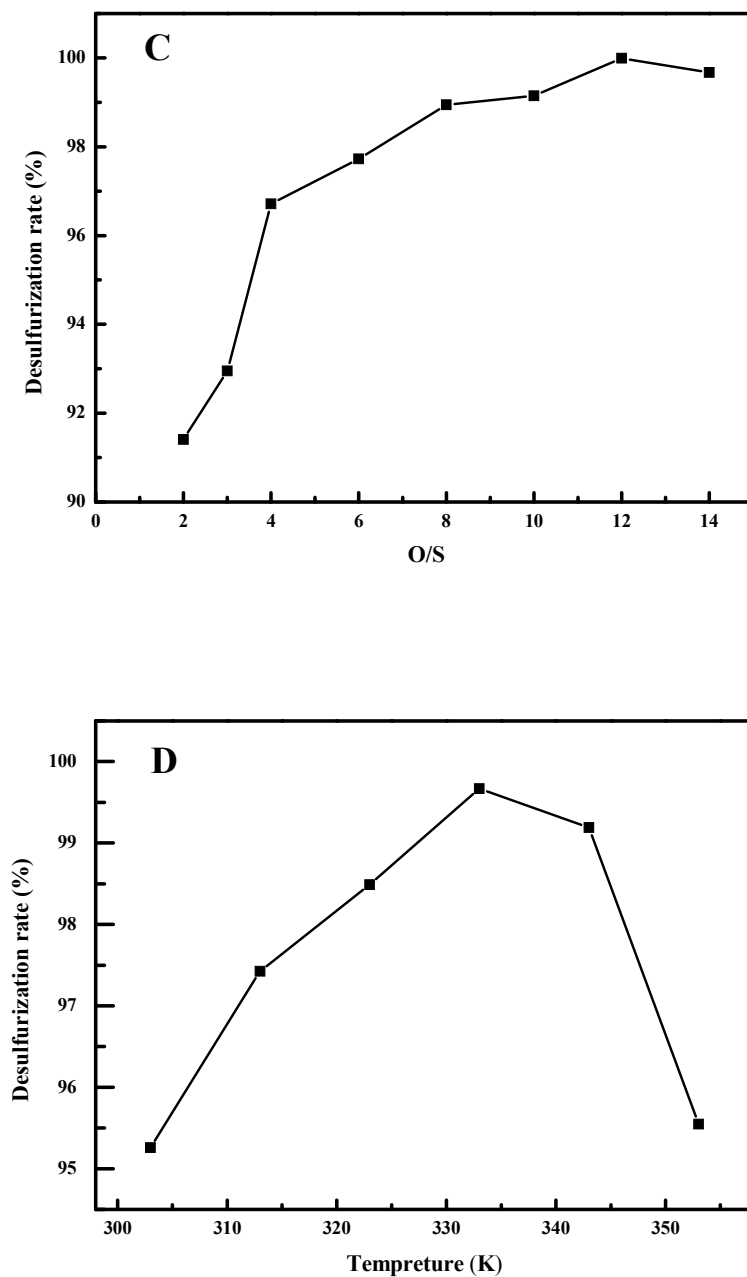 C
100
98
96
94
92
90
Desulfurization rate (%)
0 2 4 6 8 10 12 14
O/S
D
100
99
98
97
96
95
Desulfurization rate (%)
300 310 320 330 340 350
Tempreture (K)